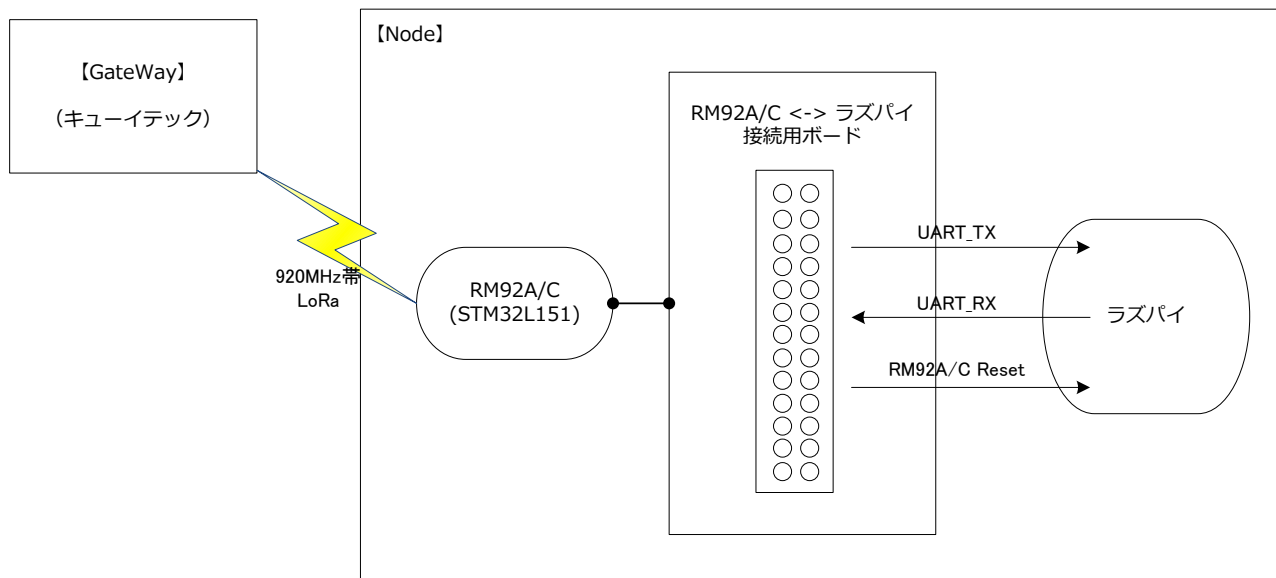 【GateWay】
（キューイテック）
【Node】
RM92A/C <-> ラズパイ
接続用ボード
920MHz帯
LoRa
RM92A/C
(STM32L151)
UART_TX
UART_RX
RM92A/C Reset
ラズパイ